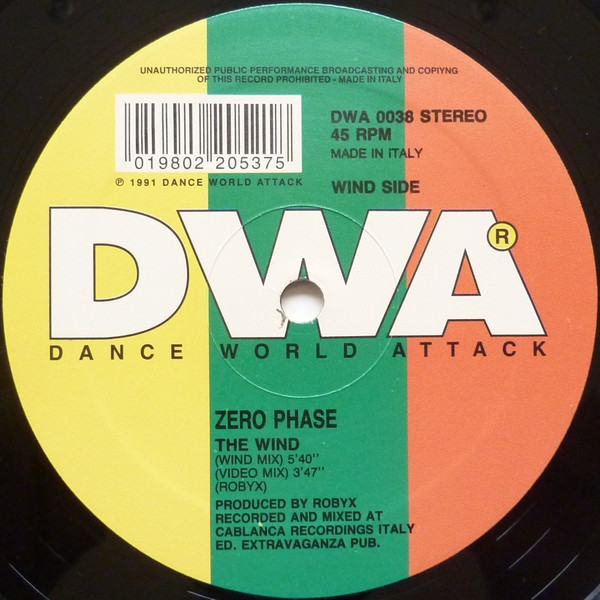 UNAUTHORIZED PUBLIC PERFORMANCE BROADCASTING AND COPIYNG
OF THIS RECORD PROHIBITED - MADE IN ITALY
DWA 0038 STEREO
45 RPM
MADE IN ITALY
019802 205375
℗ 1991 DANCE WORLD ATTACK
WIND SIDE
DWA
R
DANCE WORLD ATTACK
ZERO PHASE
THE WIND
(WIND MIX) 5'40''
(VIDEO MIX) 3'47''
(ROBYX)
PRODUCED BY ROBYX
RECORDED AND MIXED AT
CABLANCA RECORDINGS ITALY
ED. EXTRAVAGANZA PUB.